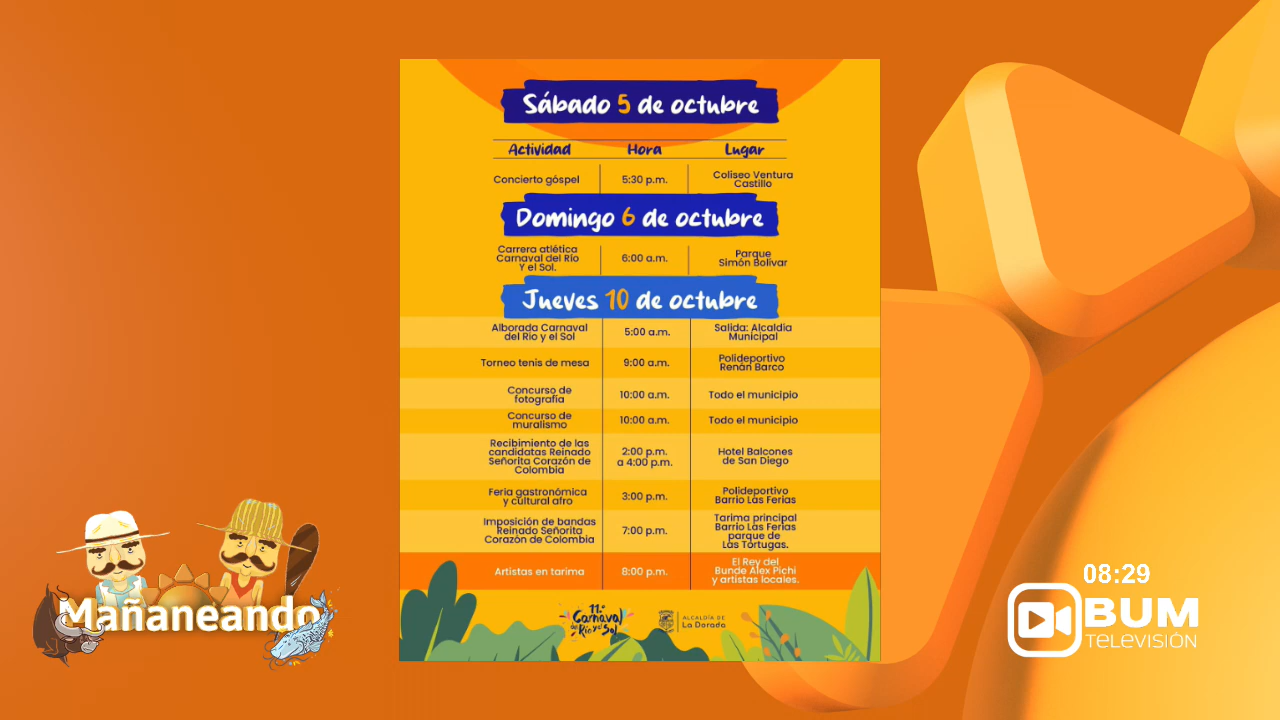 Sábado 5 de octubre
Actividad Hora Lugar
Concierto góspel 5:30 p.m. Coliseo Ventura
Castillo
Domingo 6 de octubre
Carrera atlética
Carnaval del Río
Y el Sol.
6:00 a.m.
Parque
Simón Bolívar
Jueves 10 de octubre
Alborada Carnaval
del Río y el Sol
5:00 a.m.
Salida: Alcaldía
Municipal
Torneo tenis de mesa
9:00 a.m.
Polideportivo
Renán Barco
Concurso de
fotografía
10:00 a.m.
Todo el municipio
Concurso de
muralismo
10:00 a.m.
Todo el municipio
Recibimiento de las
candidatas Reinado
Señorita Corazón de
Colombia
2:00 p.m.
a 4:00 p.m.
Hotel Balcones
de San Diego
Feria gastronómica
y cultural afro
3:00 p.m.
Polideportivo
Barrio Las Ferias
Imposición de bandas
Reinado Señorita
Corazón de Colombia
7:00 p.m.
Tarima principal
Barrio Las Ferias
parque de
Las Tortugas.
Artistas en tarima
8:00 p.m.
El Rey del
Bunde Alex Pichi
y artistas locales.
11.º
Carnaval
del Río y el Sol
ALCALDÍA DE
La Dorada
Mañaneando
08:29
BUM
TELEVISIÓN